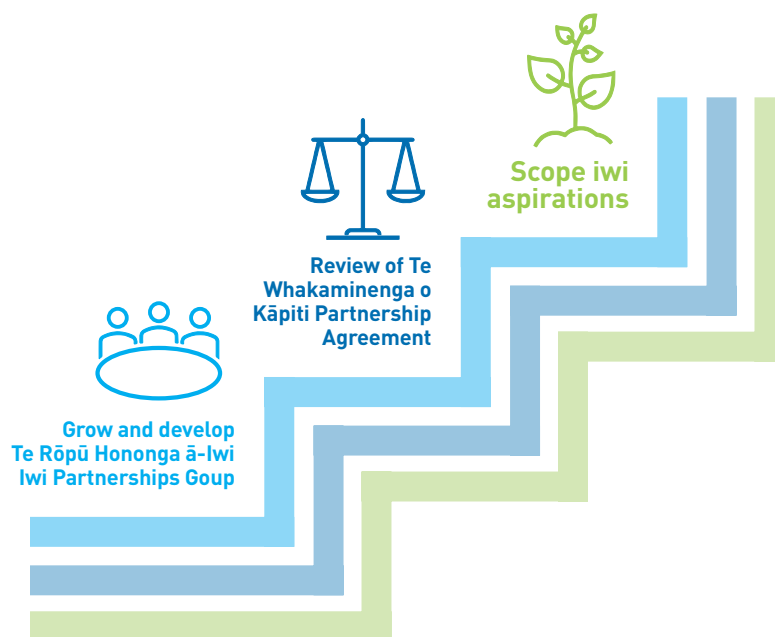 Scope iwi
aspirations
Review of Te
Whakaminenga o
Kāpiti Partnership
Agreement
Grow and develop
Te Rōpū Hononga ā-Iwi
Iwi Partnerships Goup